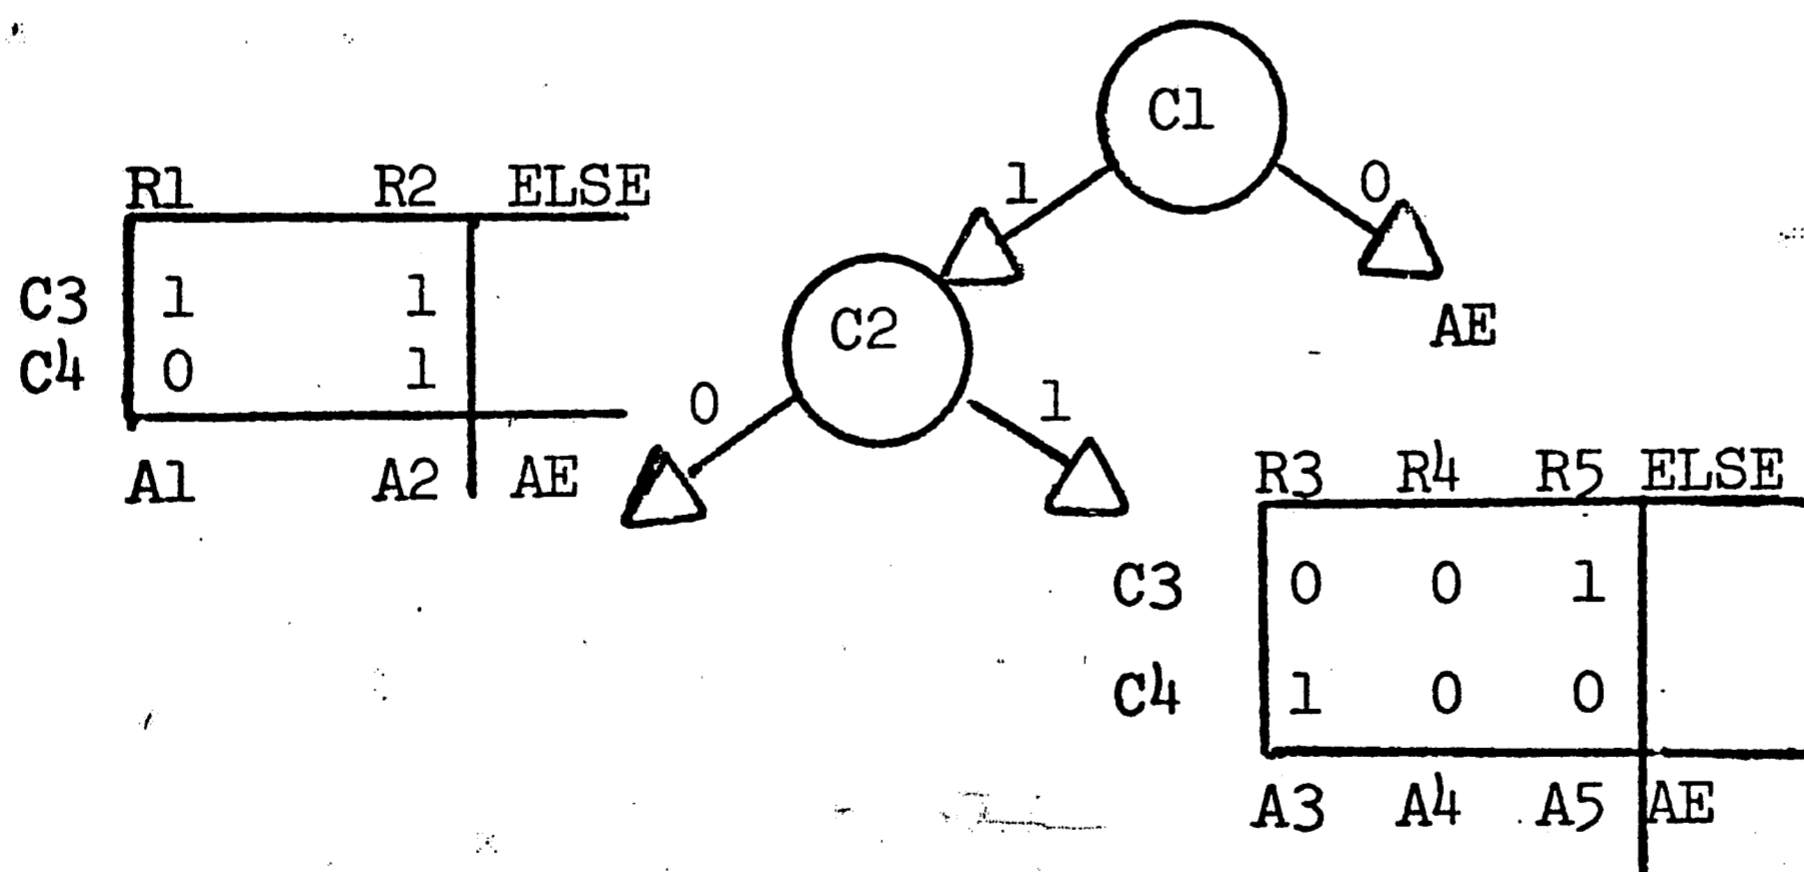 C1
1 0
R1 R2 ELSE
C3 1 1
C4 0 1
A1 A2 AE
C2
AE
0 1
R3 R4 R5 ELSE
C3 0 0 1
C4 1 0 0
A3 A4 A5 AE